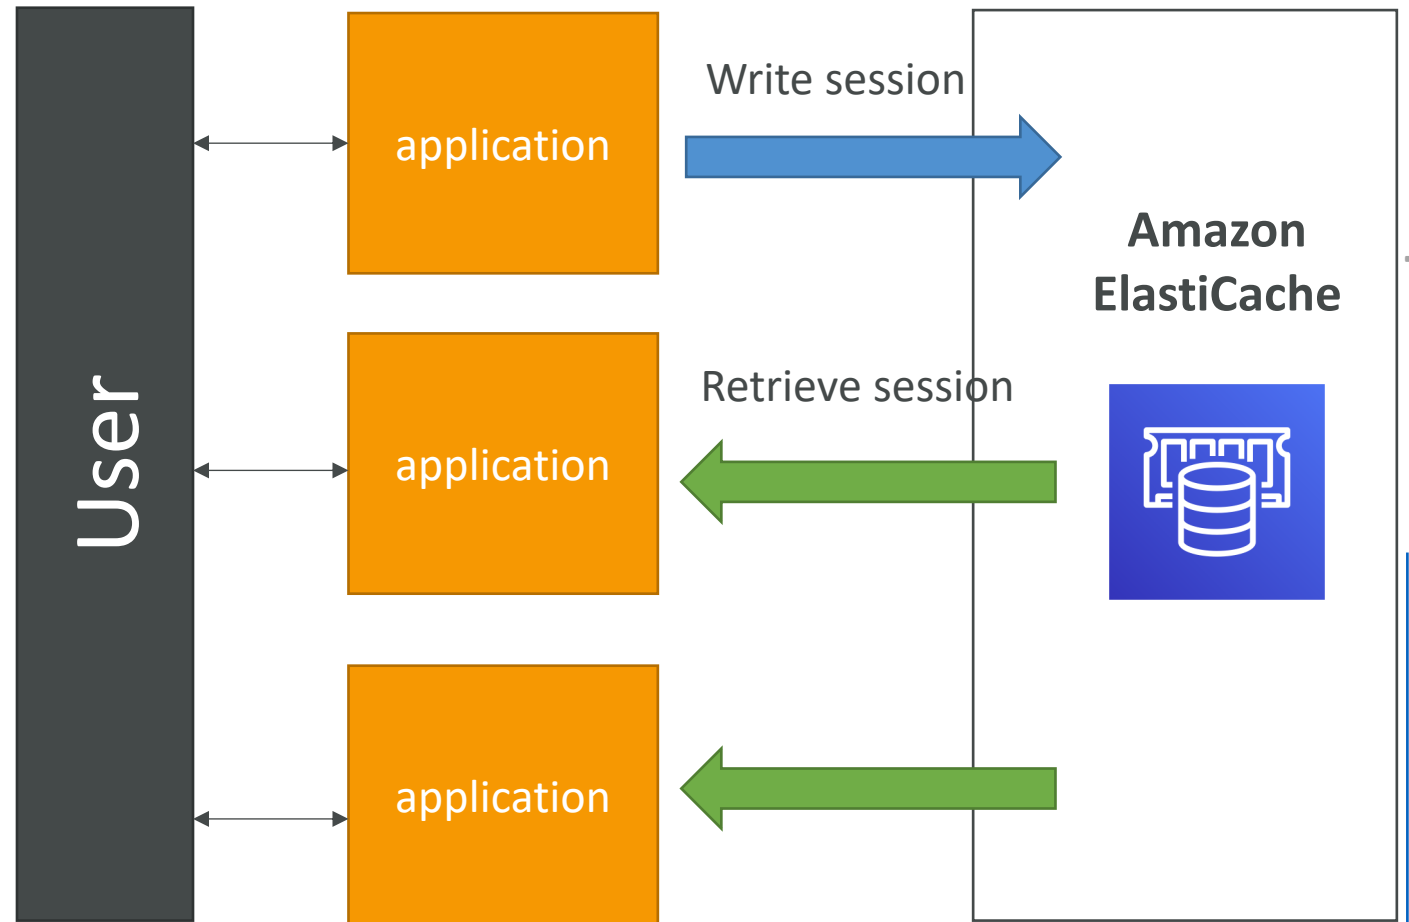 User
application
Write session
Amazon
ElastiCache
application
Retrieve session
application